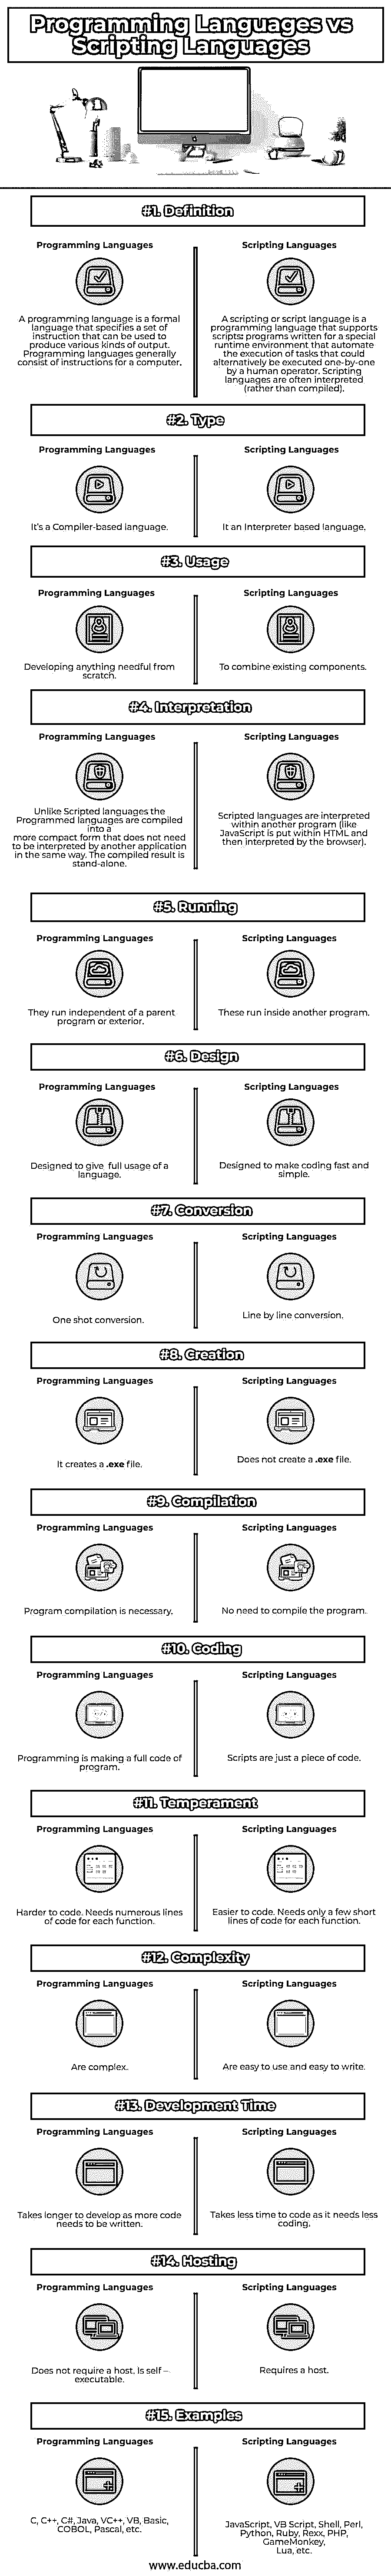 Programming Languages vs
Scripting Languages
#1. Definition
Programming Languages
A programming language is a formal
language that specifies a set of
instruction that can be used to
produce various kinds of output.
Programming languages generally
consist of instructions for a computer.
Scripting Languages
A scripting or script language is a
programming language that supports
scripts programs written for a special
runtime environment that automate
the execution of tasks that could
alternatively be executed one-by-one
by a human operator. Scripting
languages are often interpreted
(rather than compiled).
#2. Type
Programming Languages
It's a Compiler-based language.
Scripting Languages
It an Interpreter based language.
#3. Usage
Programming Languages
Developing anything needful from
scratch.
Scripting Languages
To combine existing components.
#4. Interpretation
Programming Languages
Unlike Scripted languages the
Programmed languages are compiled
into a
more compact form that does not need
to be interpreted by another application
in the same way. The compiled result is
stand-alone.
Scripting Languages
Scripted languages are interpreted
within another program (like
JavaScript is put within HTML and
then interpreted by the browser).
#5. Running
Programming Languages
They run independent of a parent
program or exterior.
Scripting Languages
These run inside another program.
#6. Design
Programming Languages
Designed to give full usage of a
language.
Scripting Languages
Designed to make coding fast and
simple.
#7. Conversion
Programming Languages
One shot conversion.
Scripting Languages
Line by line conversion.
#8. Creation
Programming Languages
It creates a .exe file.
Scripting Languages
Does not create a .exe file.
#9. Compilation
Programming Languages
Program compilation is necessary.
Scripting Languages
No need to compile the program.
#10. Coding
Programming Languages
Programming is making a full code of
program.
Scripting Languages
Scripts are just a piece of code.
#11. Temperament
Programming Languages
Harder to code. Needs numerous lines
of code for each function.
Scripting Languages
Easier to code. Needs only a few short
lines of code for each function.
#12. Complexity
Programming Languages
Are complex.
Scripting Languages
Are easy to use and easy to write.
#13. Development Time
Programming Languages
Takes longer to develop as more code
needs to be written.
Scripting Languages
Takes less time to code as it needs less
coding.
#14. Hosting
Programming Languages
Does not require a host. Is self –
executable.
Scripting Languages
Requires a host.
#15. Examples
Programming Languages
C, C++, C#, Java, VC++, VB, Basic,
COBOL, Pascal, etc.
Scripting Languages
JavaScript, VB Script, Shell, Perl,
Python, Ruby, Rexx, PHP,
GameMonkey,
Lua, etc.
www.educba.com